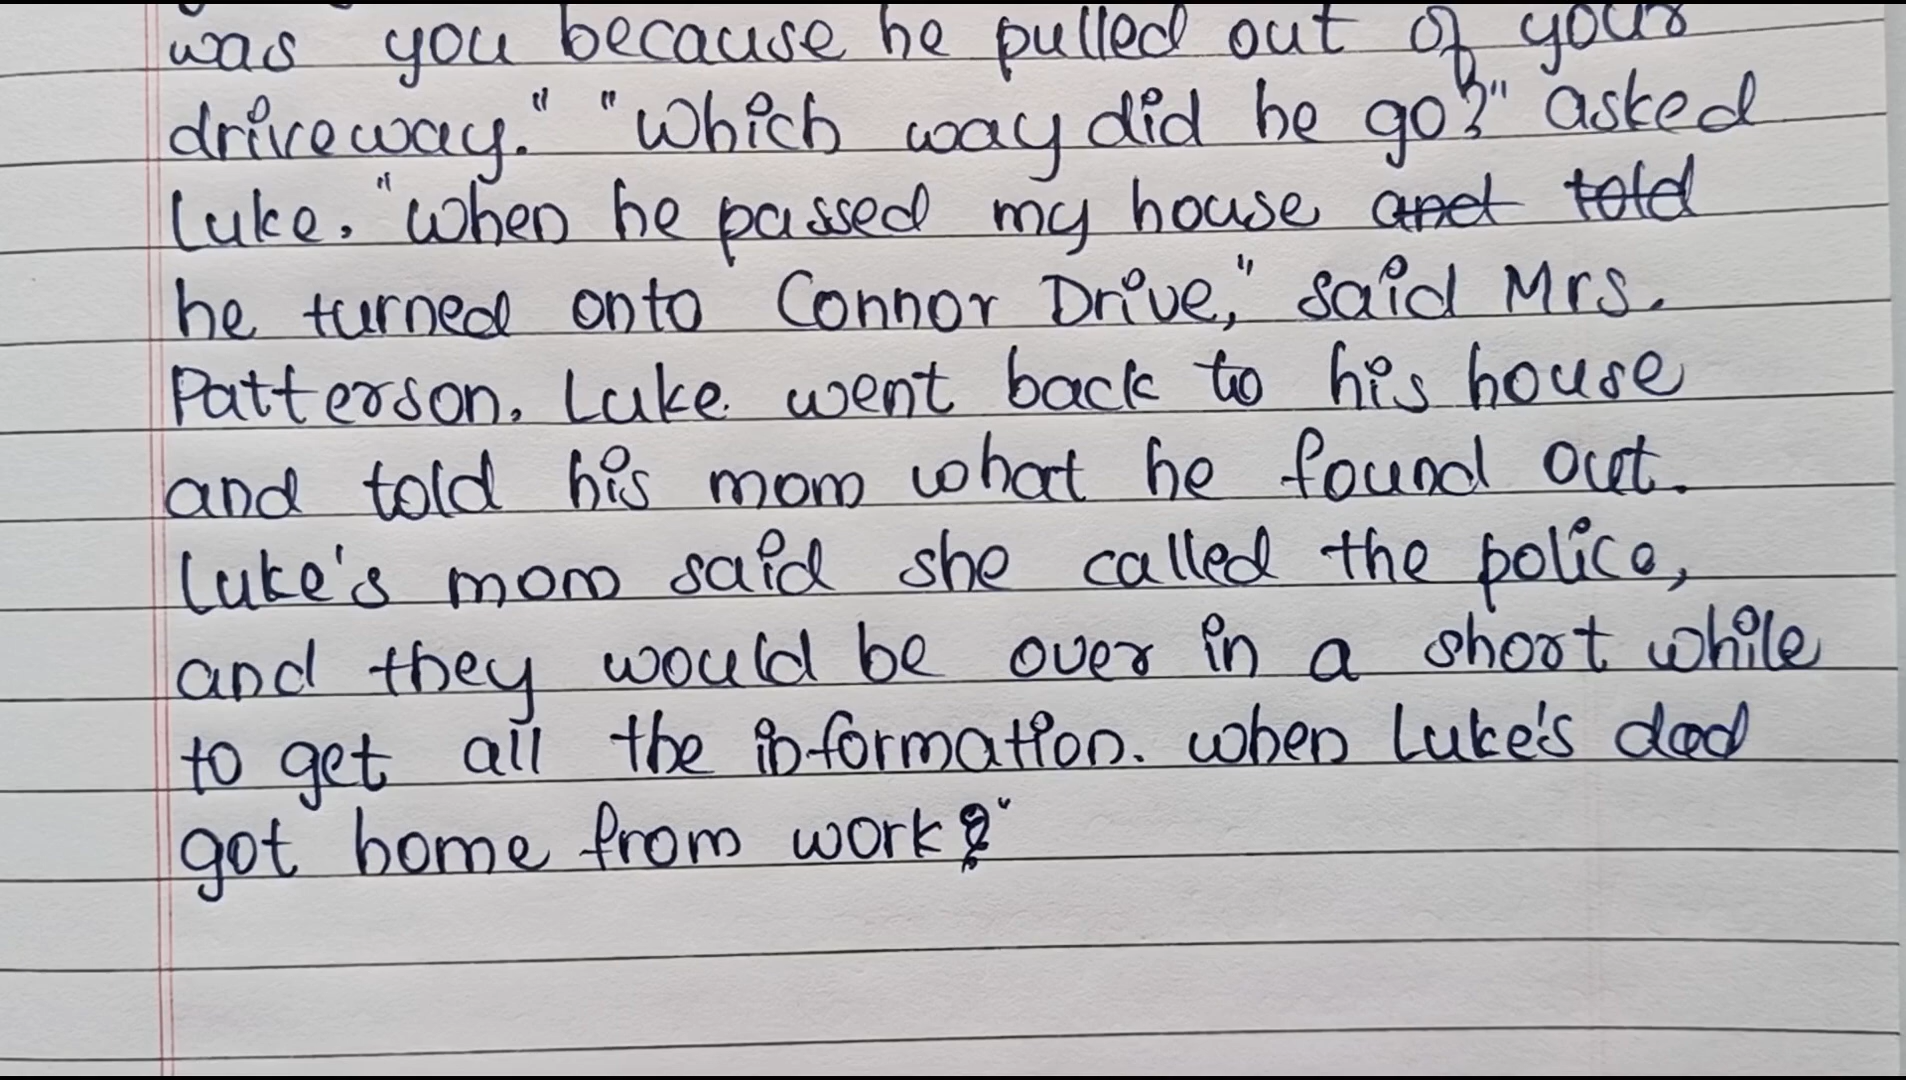 was you because he pulled out of your
driveway." "Which way did he go?" asked
Luke. "When he passed my house ~~and told~~
he turned onto Connor Drive," said Mrs.
Patterson. Luke went back to his house
and told his mom what he found out.
Luke's mom said she called the police,
and they would be over in a short while
to get all the information. when Luke's dad
got home from work?"